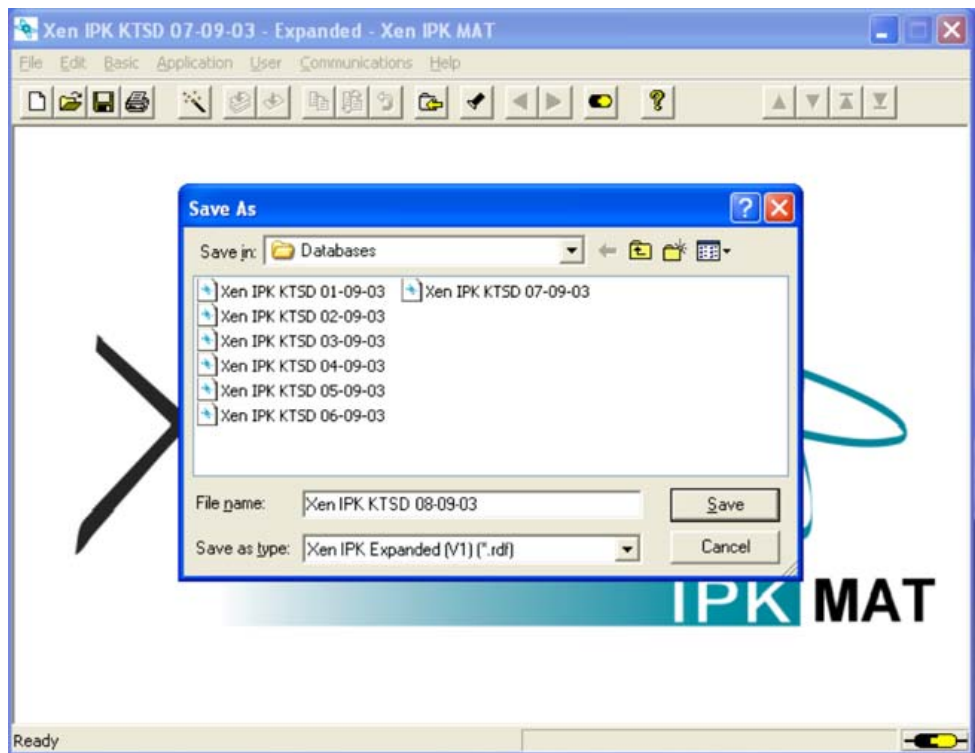 Xen IPK KTSD 07-09-03 - Expanded - Xen IPK MAT
File Edit Basic Application User Communications Help
Save As
Save in: Databases
Xen IPK KTSD 01-09-03 Xen IPK KTSD 07-09-03
Xen IPK KTSD 02-09-03
Xen IPK KTSD 03-09-03
Xen IPK KTSD 04-09-03
Xen IPK KTSD 05-09-03
Xen IPK KTSD 06-09-03
File name: Xen IPK KTSD 08-09-03 Save
Save as type: Xen IPK Expanded (V1) (*.rdf) Cancel
IPK MAT
Ready